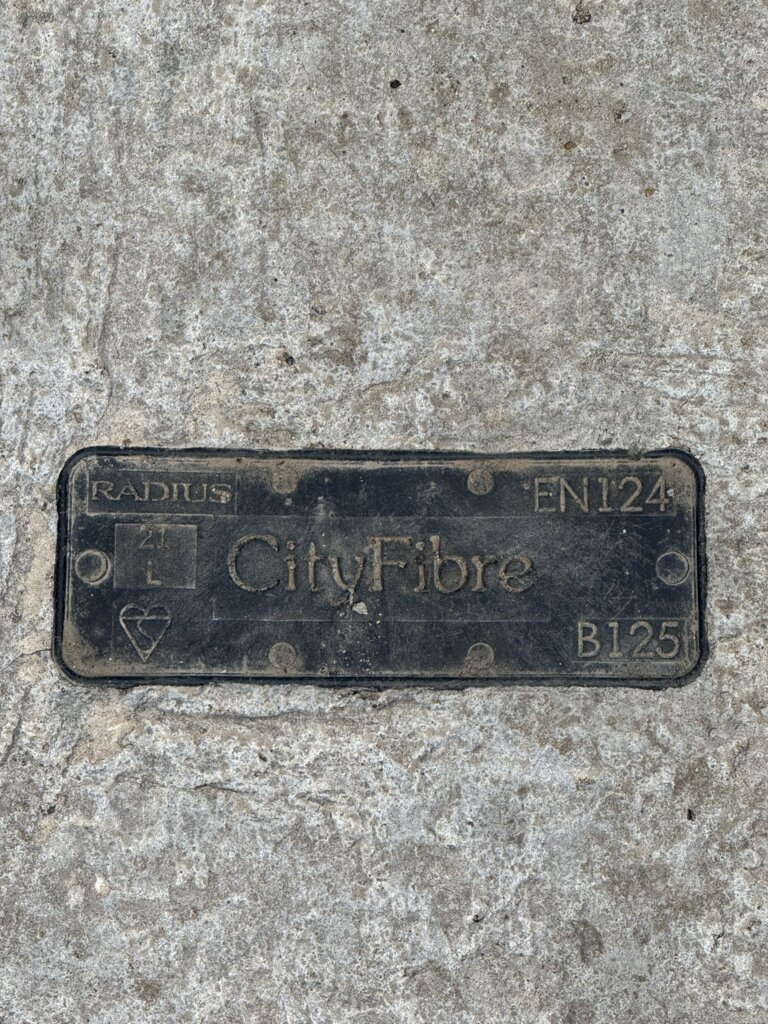 RADIUS
EN124
21
L
CityFibre
B125